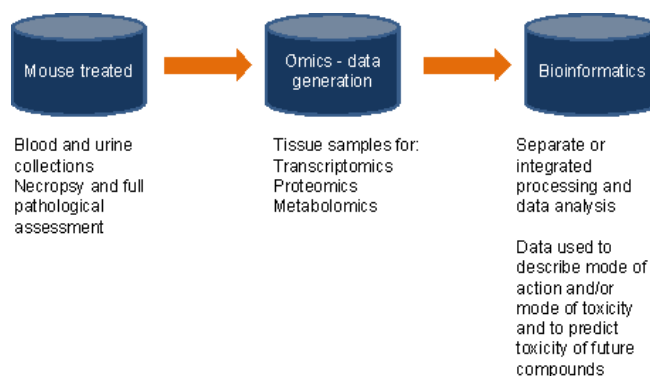 Mouse treated
Omics - data
generation
Bioinformatics
Blood and urine
collections
Necropsy and full
pathological
assessment
Tissue samples for:
Transcriptomics
Proteomics
Metabolomics
Separate or
integrated
processing and
data analysis
Data used to
describe mode of
action and/or
mode of toxicity
and to predict
toxicity of future
compounds